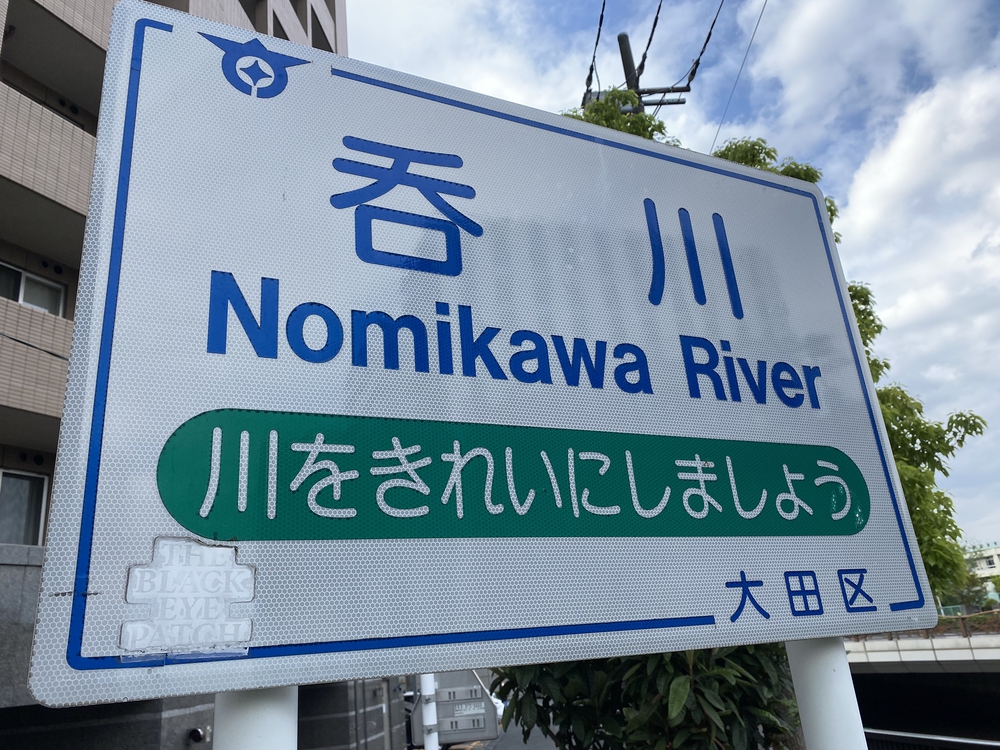 呑川
Nomikawa River
川をきれいにしましょう
THE
BLACK
EYE
PATCH
大田区